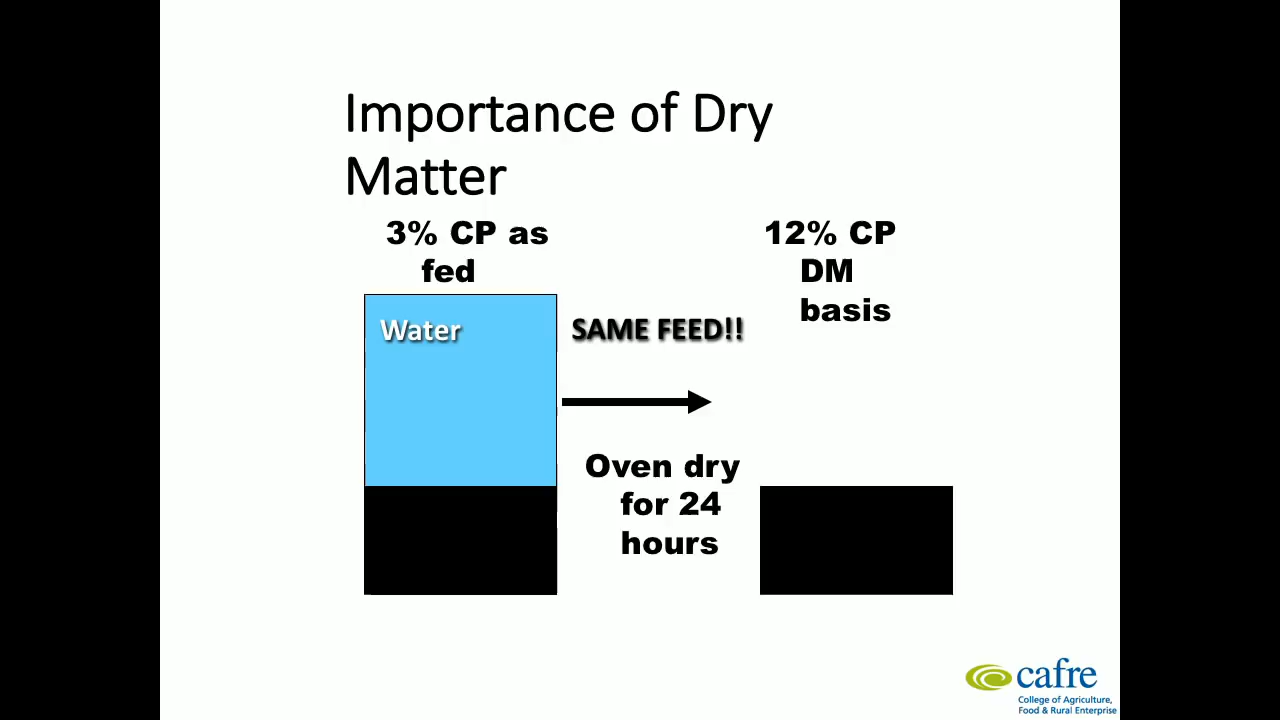 Importance of Dry
Matter
3% CP as
fed
12% CP
DM
basis
Water
SAME FEED!!
Oven dry
for 24
hours
cafre
College of Agriculture,
Food & Rural Enterprise